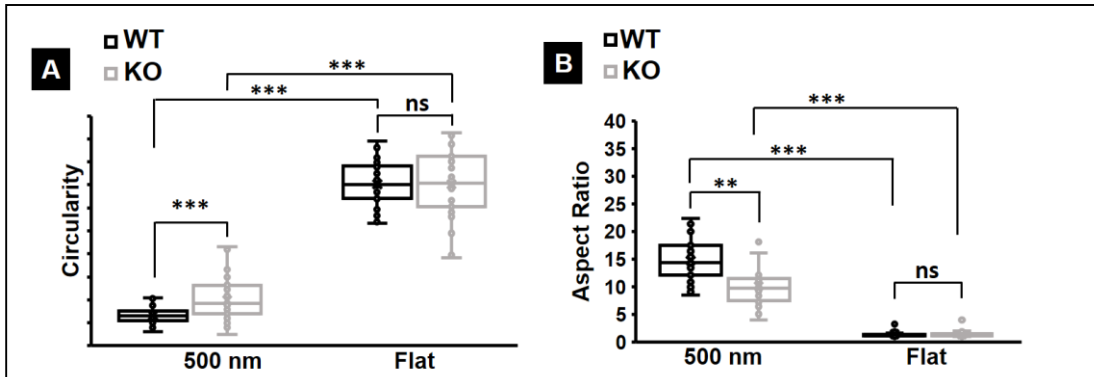 A
WT
KO
***
***
ns
***
Circularity
500 nm
Flat
B
WT
KO
***
***
**
ns
Aspect Ratio
40
35
30
25
20
15
10
5
0
500 nm
Flat